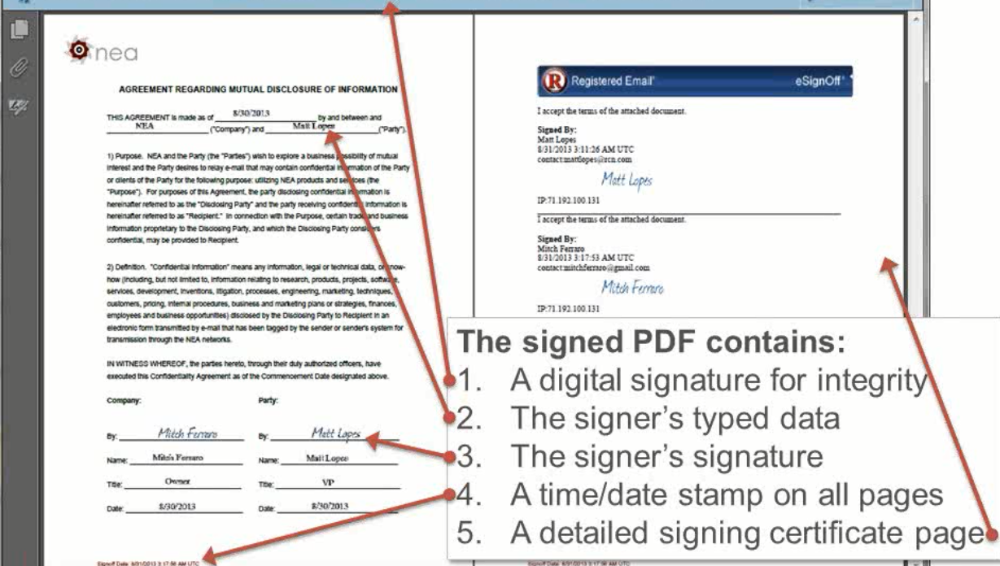 nea
AGREEMENT REGARDING MUTUAL DISCLOSURE OF INFORMATION
THIS AGREEMENT is made as of 8/30/2013 by and between and
NEA ("Company") and Matt Lopes ("Party").
1) Purpose. NEA and the Party (the "Parties") wish to explore a business possibility of mutual
interest and the Party desires to relay e-mail that may contain confidential information of the Party
or clients of the Party for the following purpose: utilizing NEA products and services (the
"Purpose"). For purposes of this Agreement, the party disclosing confidential information is
hereinafter referred to as the "Disclosing Party" and the party receiving confidential information is
hereinafter referred to as "Recipient." In connection with the Purpose, certain trade and business
information proprietary to the Disclosing Party, and which the Disclosing Party considers
confidential, may be provided to Recipient.
2) Definition. "Confidential Information" means any information, legal or technical data, or know-
how (including, but not limited to, information relating to research, products, projects, software,
services, development, inventions, litigation, processes, engineering, marketing, techniques,
customers, pricing, internal procedures, business and marketing plans or strategies, finances,
employees and business opportunities) disclosed by the Disclosing Party to Recipient in an
electronic form transmitted by e-mail that has been tagged by the sender or sender's system for
transmission through the NEA networks.
IN WITNESS WHEREOF, the parties hereto, through their duly authorized officers, have
executed this Confidentiality Agreement as of the Commencement Date designated above.
Company: Party:
By: Mitch Ferraro By: Matt Lopes
Name: Mitch Ferraro Name: Matt Lopes
Title: Owner Title: VP
Date: 8/30/2013 Date: 8/30/2013
Signoff Date: 8/31/2013 3:17:56 AM UTC
R Registered Email® eSignOff®
I accept the terms of the attached document.
Signed By:
Matt Lopes
8/31/2013 3:11:26 AM UTC
contact:mattlopes@rcn.com
Matt Lopes
IP:71.192.100.131
I accept the terms of the attached document.
Signed By:
Mitch Ferraro
8/31/2013 3:17:53 AM UTC
contact:mitchferraro@gmail.com
Mitch Ferraro
IP:71.192.100.131
The signed PDF contains:
1. A digital signature for integrity
2. The signer's typed data
3. The signer's signature
4. A time/date stamp on all pages
5. A detailed signing certificate page
Signoff Date: 8/31/2013 3:17:56 AM UTC